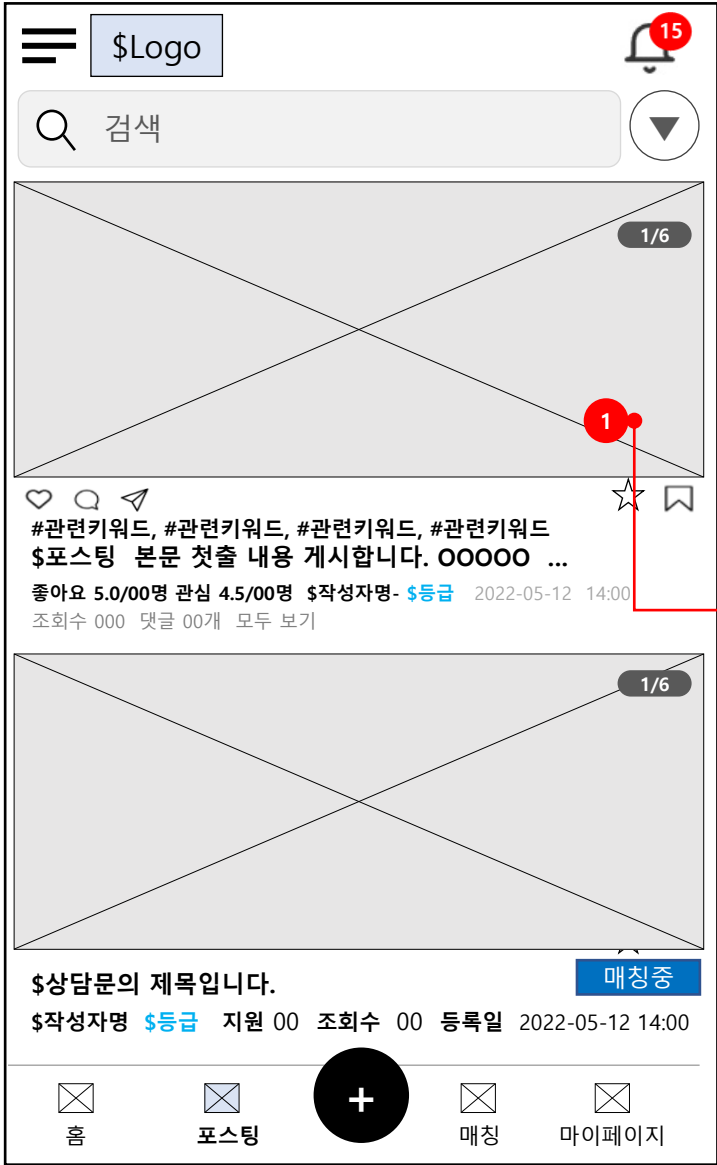 $Logo
15
검색
1/6
1
#관련키워드, #관련키워드, #관련키워드, #관련키워드
$포스팅 본문 첫출 내용 게시합니다. OOOOO ...
좋아요 5.0/00명 관심 4.5/00명 $작성자명- $등급 2022-05-12 14:00
조회수 000 댓글 00개 모두 보기
1/6
$상담문의 제목입니다.
매칭중
$작성자명 $등급 지원 00 조회수 00 등록일 2022-05-12 14:00
+
홈 포스팅 매칭 마이페이지